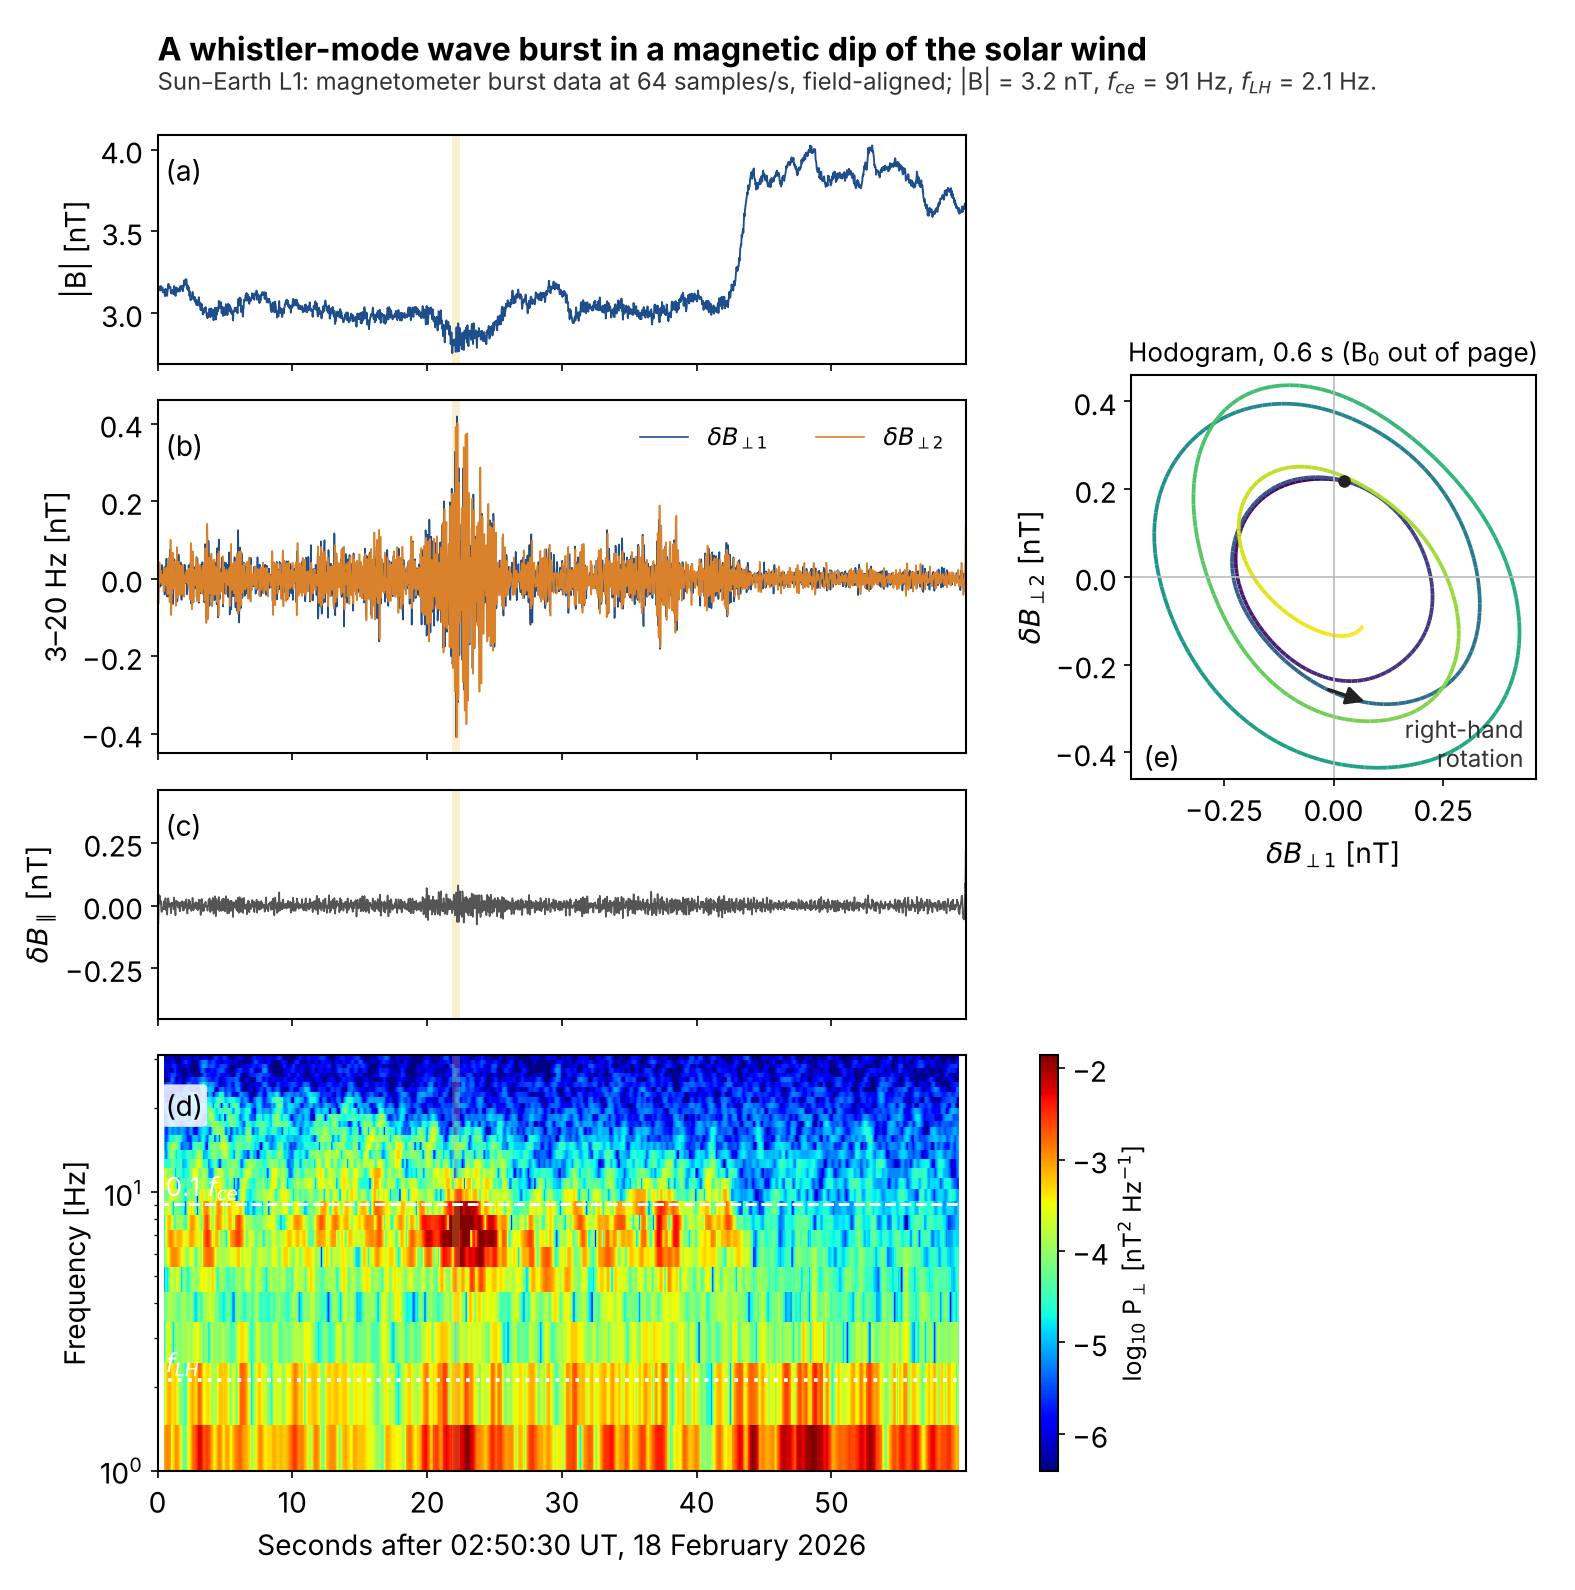 A whistler-mode wave burst in a magnetic dip of the solar wind
Sun–Earth L1: magnetometer burst data at 64 samples/s, field-aligned; |B| = 3.2 nT, fce = 91 Hz, fLH = 2.1 Hz.
(a)
|B| [nT]
4.0
3.5
3.0
(b)
δB⊥1
δB⊥2
3–20 Hz [nT]
0.4
0.2
0.0
−0.2
−0.4
(c)
δB∥ [nT]
0.25
0.00
−0.25
(d)
0.1 fce
fLH
Frequency [Hz]
10¹
10⁰
0 10 20 30 40 50
Seconds after 02:50:30 UT, 18 February 2026
−2
−3
−4
−5
−6
log₁₀ P⊥ [nT² Hz⁻¹]
Hodogram, 0.6 s (B₀ out of page)
δB⊥2 [nT]
0.4
0.2
0.0
−0.2
−0.4
right-hand
rotation
(e)
−0.25 0.00 0.25
δB⊥1 [nT]